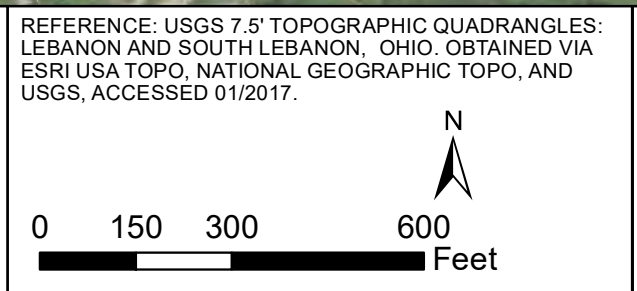 REFERENCE: USGS 7.5' TOPOGRAPHIC QUADRANGLES:
LEBANON AND SOUTH LEBANON, OHIO. OBTAINED VIA
ESRI USA TOPO, NATIONAL GEOGRAPHIC TOPO, AND
USGS, ACCESSED 01/2017.
N
0 150 300 600
Feet